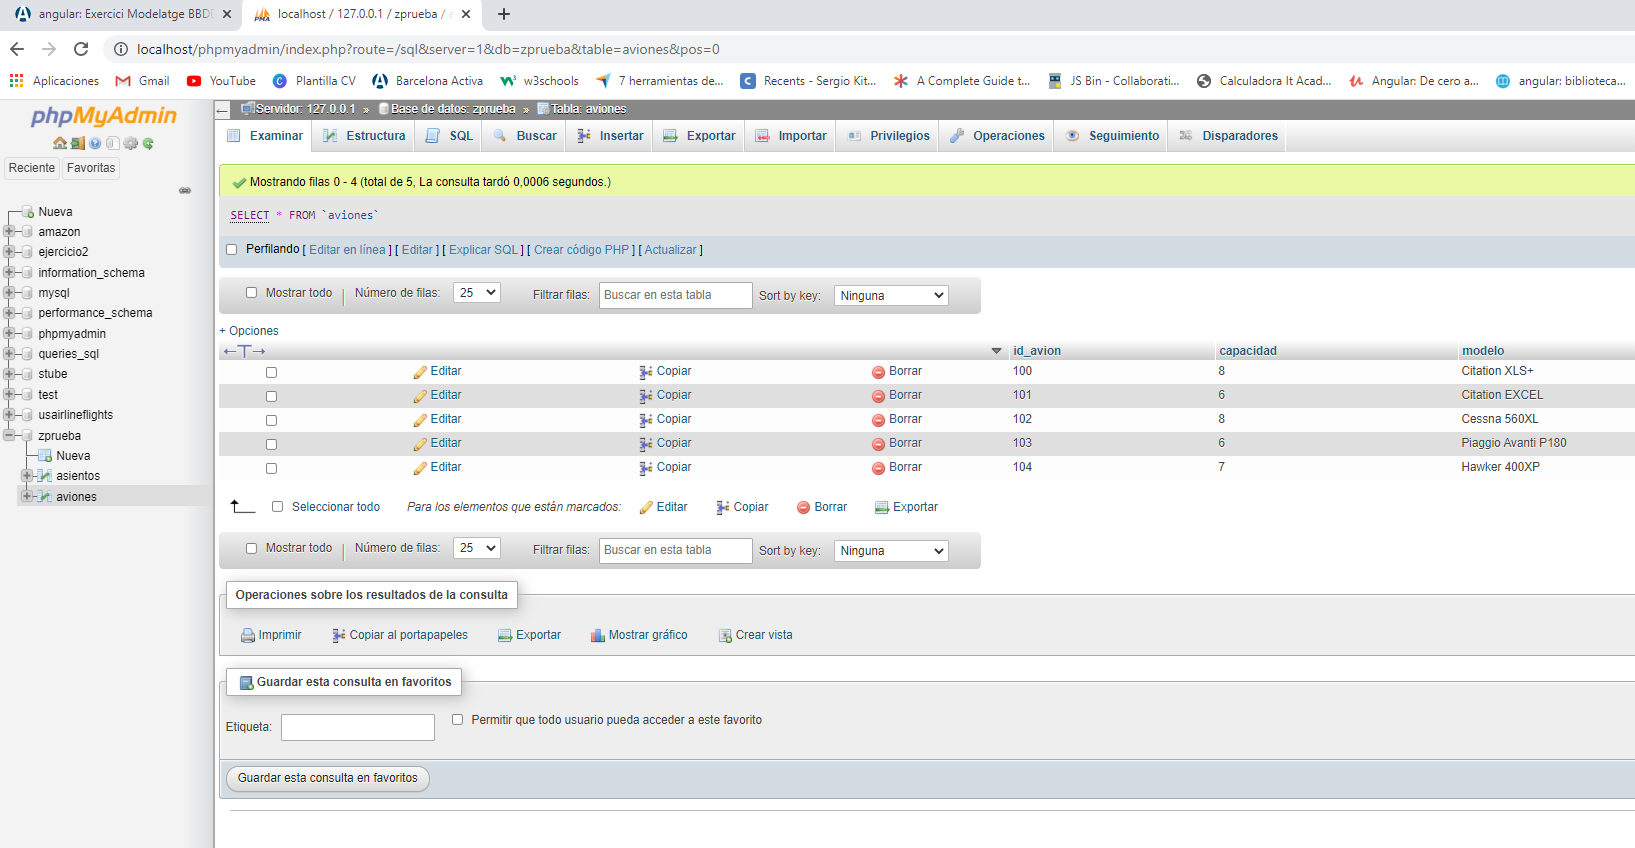 angular: Exercici Modelatge BBD
localhost / 127.0.0.1 / zprueba /
localhost/phpmyadmin/index.php?route=/sql&server=1&db=zprueba&table=aviones&pos=0
Aplicaciones Gmail YouTube Plantilla CV Barcelona Activa w3schools 7 herramientas de... Recents - Sergio Kit... A Complete Guide t... JS Bin - Collaborati... Calculadora It Acad... Angular: De cero a... angular: biblioteca...
phpMyAdmin
Reciente Favoritas
Nueva
amazon
ejercicio2
information_schema
mysql
performance_schema
phpmyadmin
queries_sql
stube
test
usairlineflights
zprueba
Nueva
asientos
aviones
Servidor: 127.0.0.1 » Base de datos: zprueba » Tabla: aviones
Examinar Estructura SQL Buscar Insertar Exportar Importar Privilegios Operaciones Seguimiento Disparadores
Mostrando filas 0 - 4 (total de 5, La consulta tardó 0,0006 segundos.)
SELECT * FROM `aviones`
Perfilando [ Editar en línea ] [ Editar ] [ Explicar SQL ] [ Crear código PHP ] [ Actualizar ]
Mostrar todo Número de filas: 25 Filtrar filas: Buscar en esta tabla Sort by key: Ninguna
+ Opciones
←T→ id_avion capacidad modelo
Editar Copiar Borrar 100 8 Citation XLS+
Editar Copiar Borrar 101 6 Citation EXCEL
Editar Copiar Borrar 102 8 Cessna 560XL
Editar Copiar Borrar 103 6 Piaggio Avanti P180
Editar Copiar Borrar 104 7 Hawker 400XP
Seleccionar todo Para los elementos que están marcados: Editar Copiar Borrar Exportar
Mostrar todo Número de filas: 25 Filtrar filas: Buscar en esta tabla Sort by key: Ninguna
Operaciones sobre los resultados de la consulta
Imprimir Copiar al portapapeles Exportar Mostrar gráfico Crear vista
Guardar esta consulta en favoritos
Etiqueta: Permitir que todo usuario pueda acceder a este favorito
Guardar esta consulta en favoritos